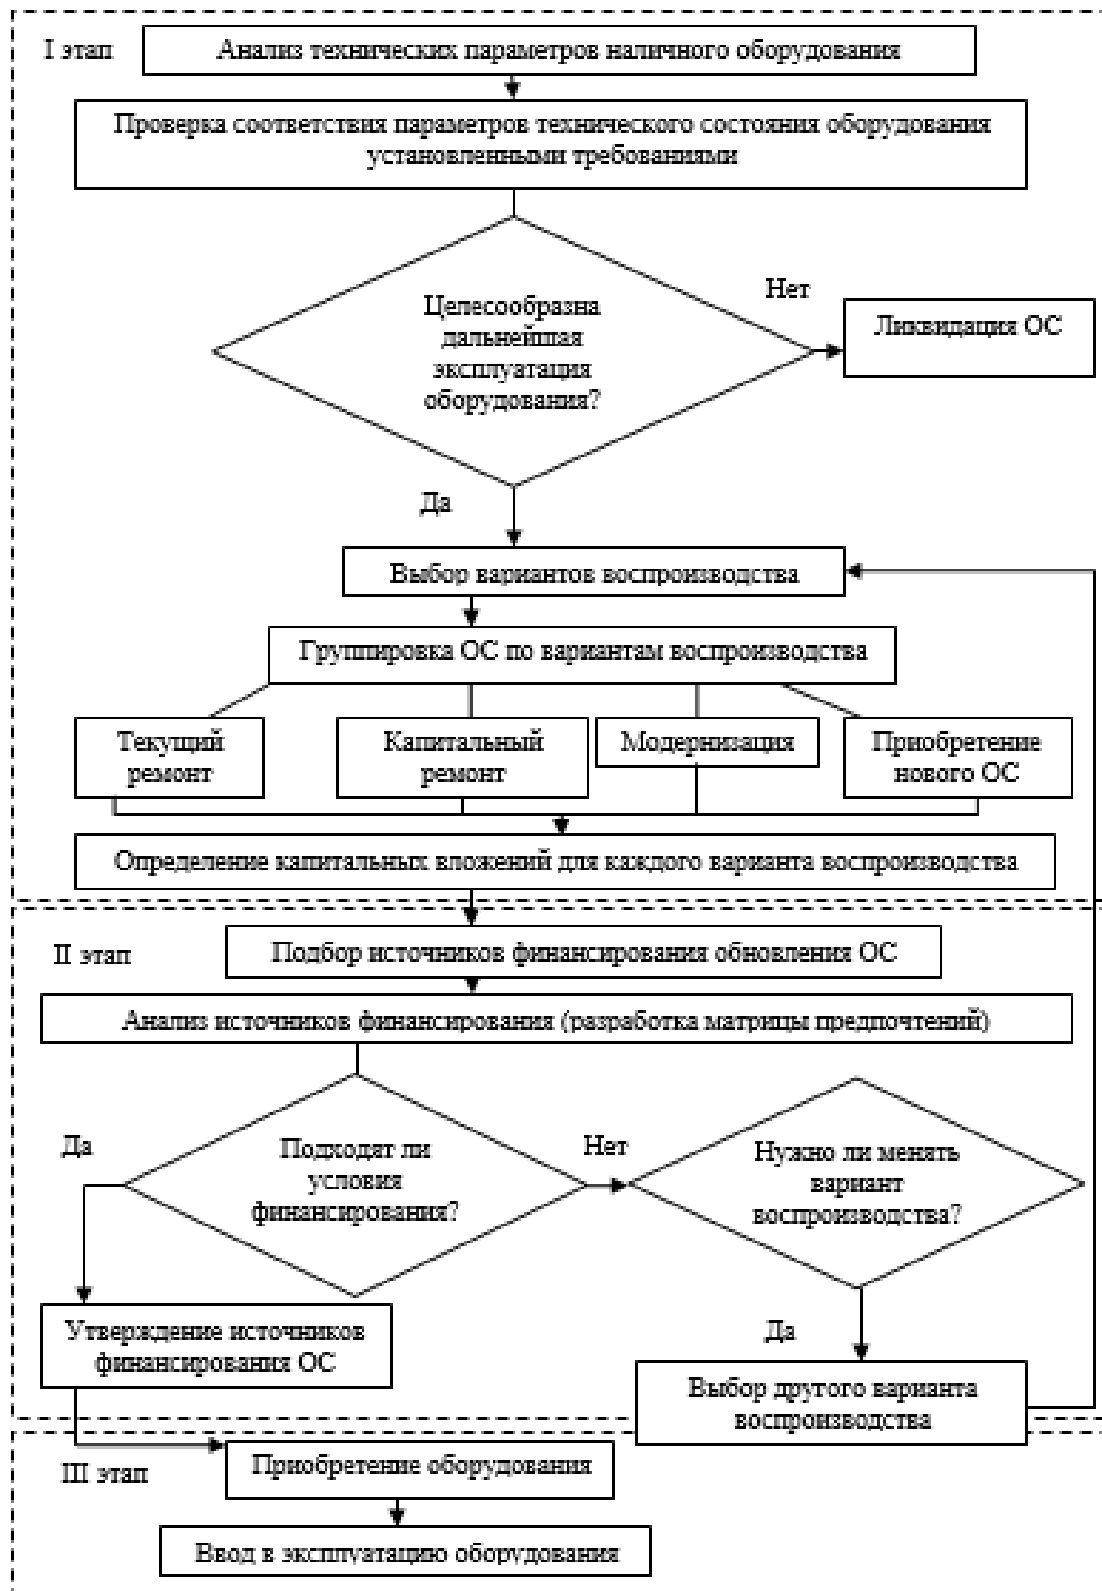 I этап
Анализ технических параметров наличного оборудования
Проверка соответствия параметров технического состояния оборудования
установленными требованиями
Целесообразна
дальнейшая
эксплуатация
оборудования?
Нет
Ликвидация ОС
Да
Выбор вариантов воспроизводства
Группировка ОС по вариантам воспроизводства
Текущий
ремонт
Капитальный
ремонт
Модернизация
Приобретение
нового ОС
Определение капитальных вложений для каждого варианта воспроизводства
II этап
Подбор источников финансирования обновления ОС
Анализ источников финансирования (разработка матрицы предпочтений)
Да
Подходят ли
условия
финансирования?
Нет
Нужно ли менять
вариант
воспроизводства?
Утверждение источников
финансирования ОС
Да
Выбор другого варианта
воспроизводства
III этап
Приобретение оборудования
Ввод в эксплуатацию оборудования